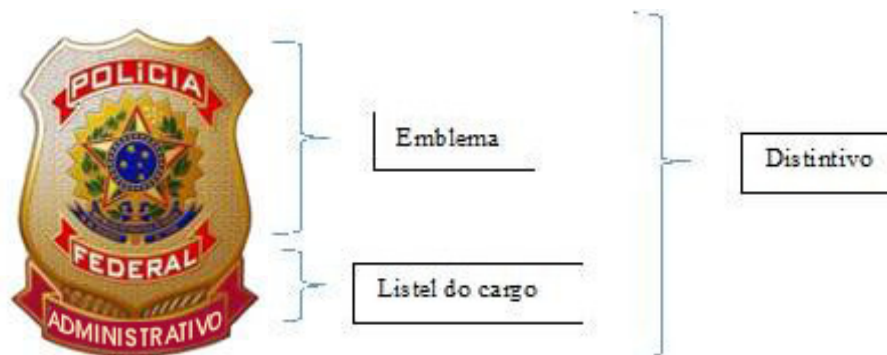 POLÍCIA
FEDERAL
ADMINISTRATIVO
Emblema
Listel do cargo
Distintivo